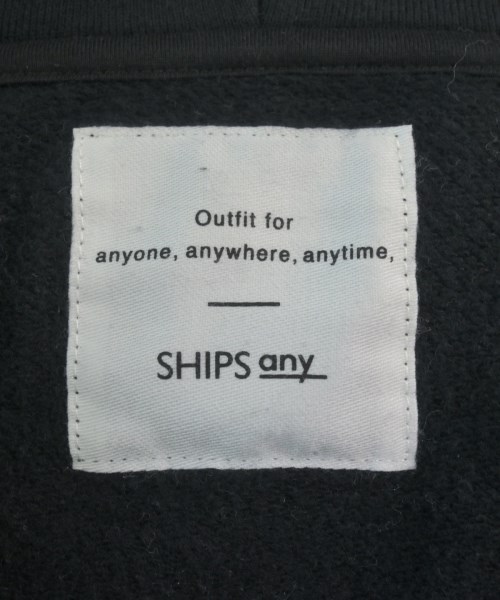 Outfit for
anyone, anywhere, anytime,
SHIPS any